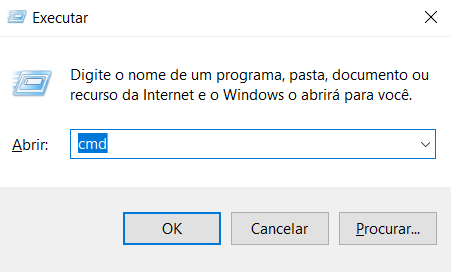 Executar
Digite o nome de um programa, pasta, documento ou
recurso da Internet e o Windows o abrirá para você.
Abrir: cmd
OK Cancelar Procurar...